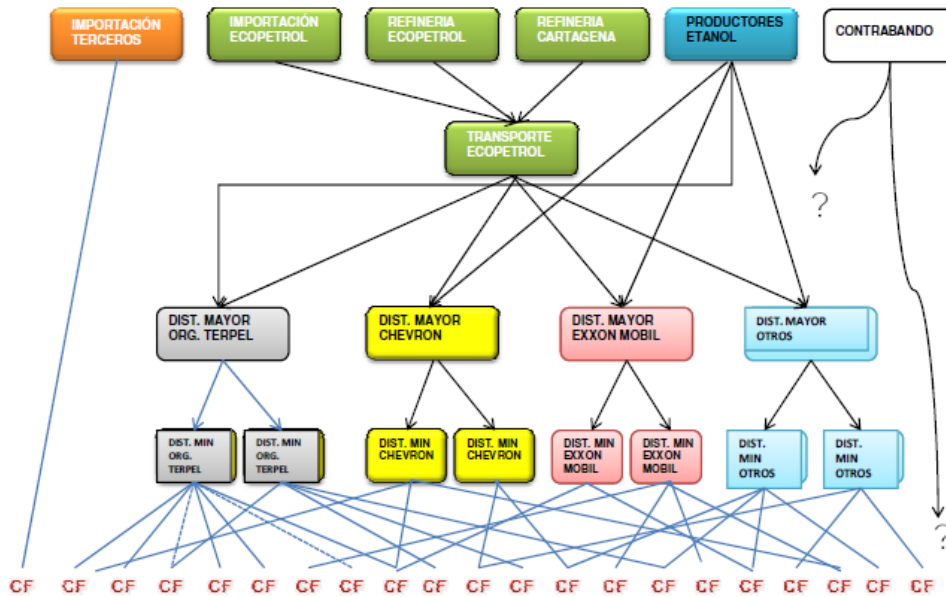 IMPORTACIÓN
TERCEROS
IMPORTACIÓN
ECOPETROL
REFINERIA
ECOPETROL
REFINERIA
CARTAGENA
PRODUCTORES
ETANOL
CONTRABANDO
TRANSPORTE
ECOPETROL
?
DIST. MAYOR
ORG. TERPEL
DIST. MAYOR
CHEVRON
DIST. MAYOR
EXXON MOBIL
DIST. MAYO
OTROS
DIST. MIN
ORG.
TERPEL
DIST. MIN
ORG.
TERPEL
DIST. MIN
CHEVRON
DIST. MIN
CHEVRON
DIST. MIN
EXXON
MOBIL
DIST. MIN
EXXON
MOBIL
DIST.
MIN
OTROS
DIST.
MIN
OTROS
?
CF CF CF CF CF CF CF CF CF CF CF CF CF CF CF CF CF CF CF CF